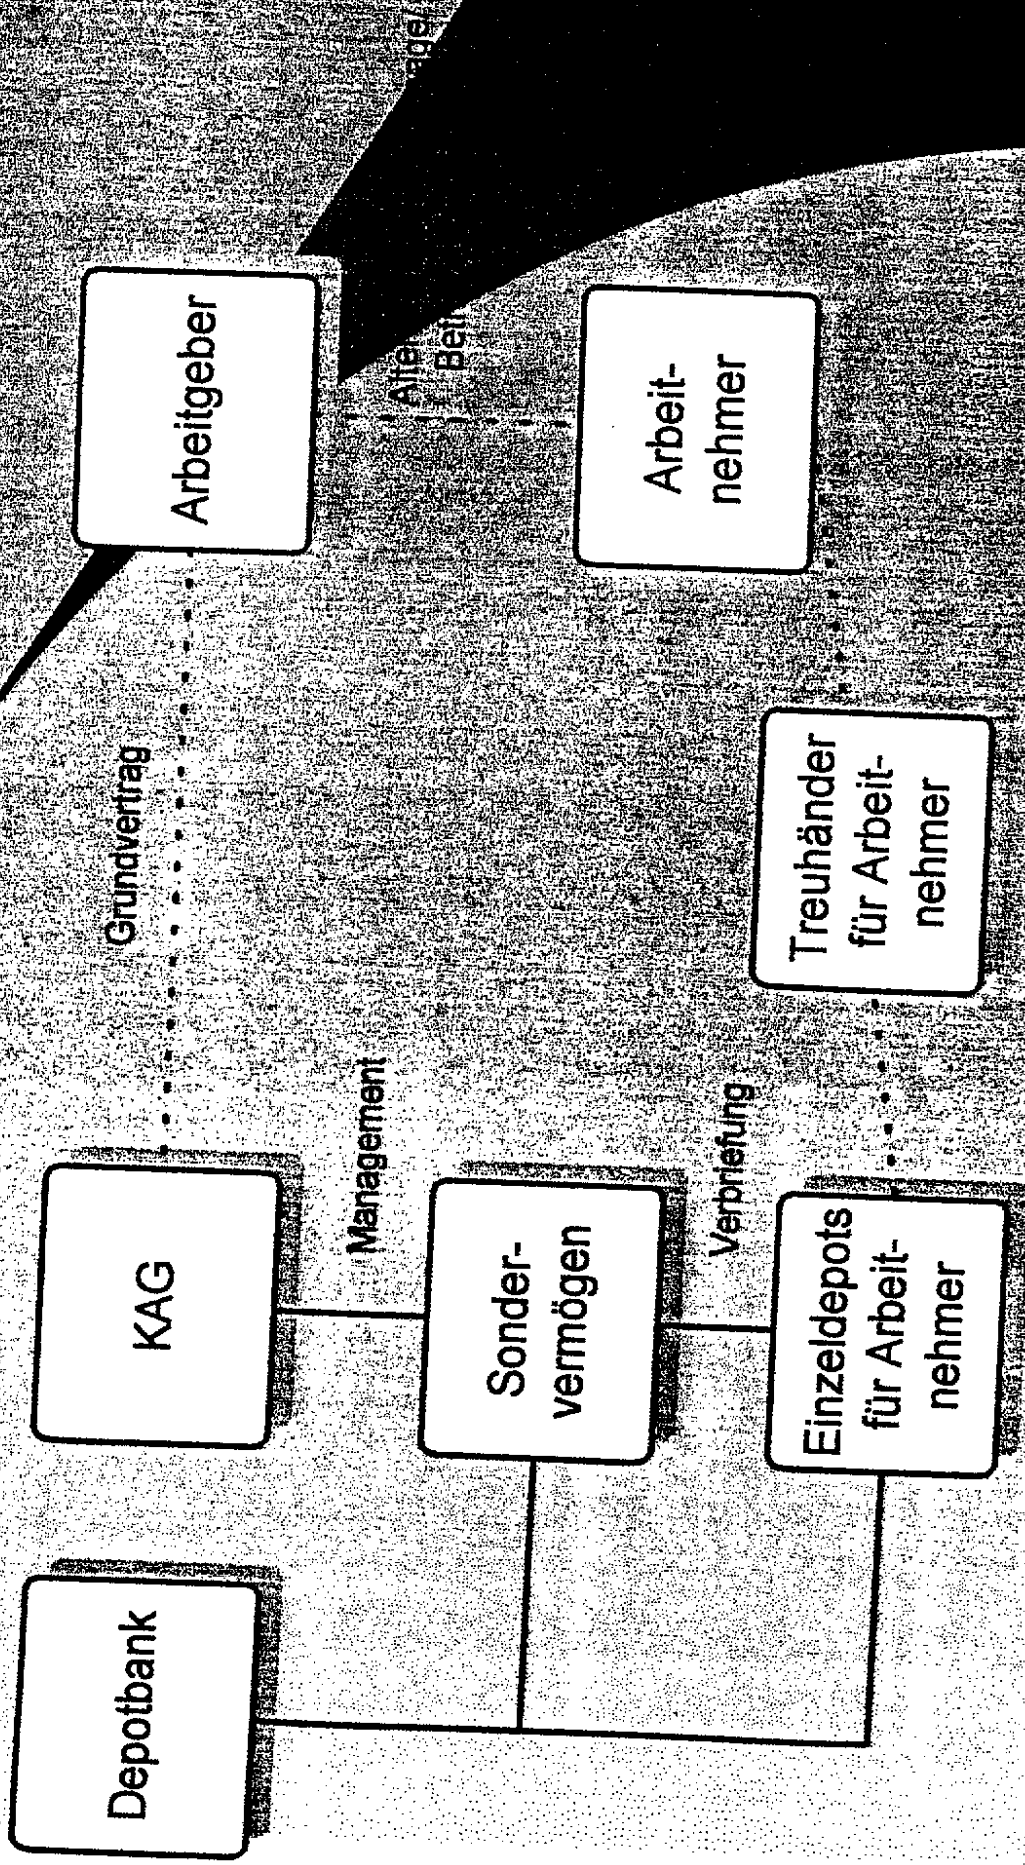 Depotbank
KAG
Grundvertrag
Arbeitgeber
Management
Sonder-
vermögen
Arbeit-
nehmer
Verbriefung
Einzeldepots
für Arbeit-
nehmer
Treuhänder
für Arbeit-
nehmer